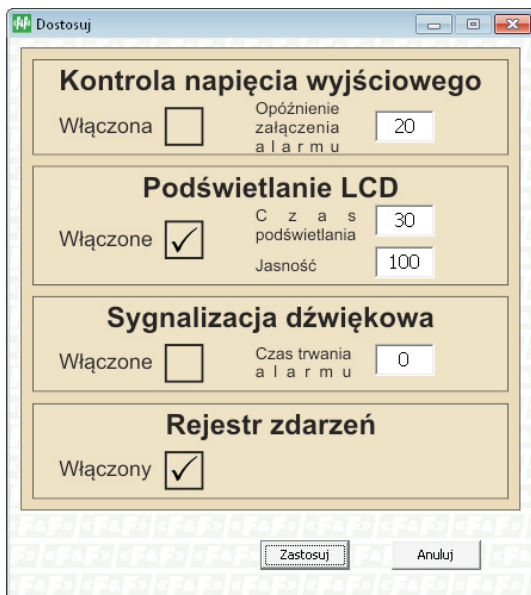 Dostosuj
Kontrola napięcia wyjściowego
Włączona
Opóźnienie
załączenia
alarmu
20
Podświetlanie LCD
Włączone
Czas
podświetlania
30
Jasność
100
Sygnalizacja dźwiękowa
Włączone
Czas trwania
alarmu
0
Rejestr zdarzeń
Włączony
Zastosuj
Anuluj